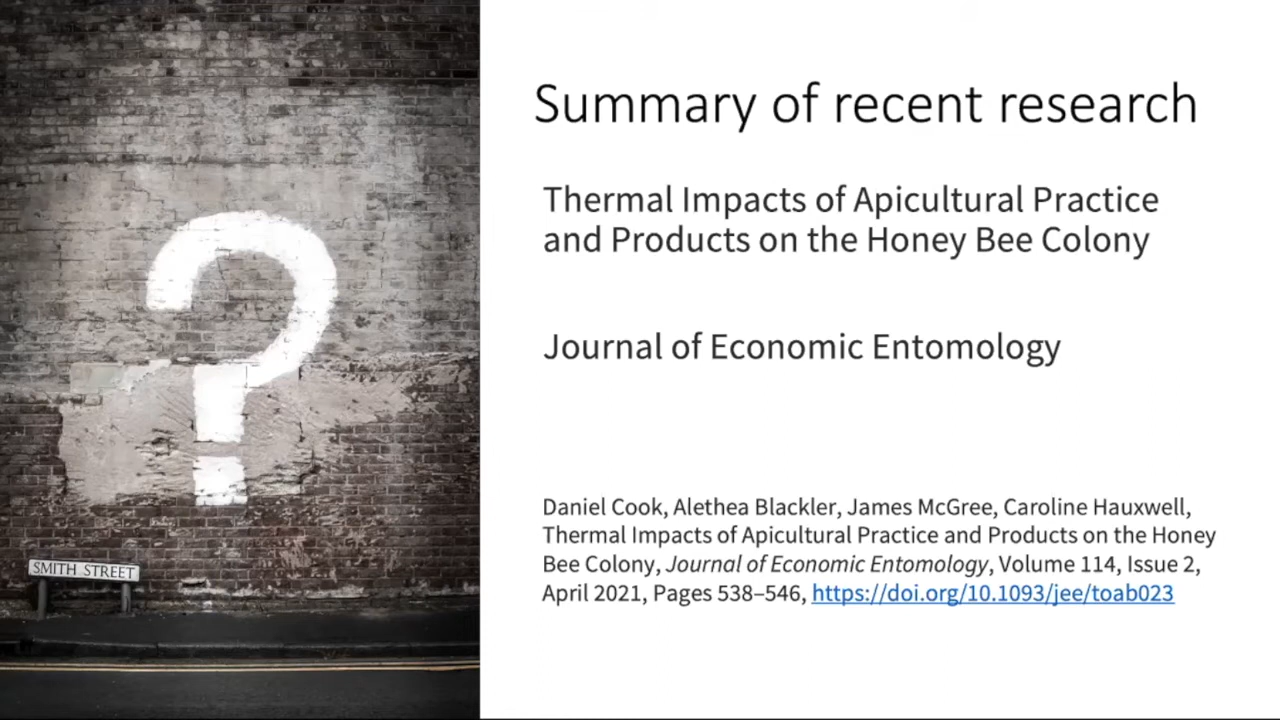 Summary of recent research
Thermal Impacts of Apicultural Practice
and Products on the Honey Bee Colony
Journal of Economic Entomology
Daniel Cook, Alethea Blackler, James McGree, Caroline Hauxwell,
Thermal Impacts of Apicultural Practice and Products on the Honey
Bee Colony, Journal of Economic Entomology, Volume 114, Issue 2,
April 2021, Pages 538–546, https://doi.org/10.1093/jee/toab023
?
SMITH STREET